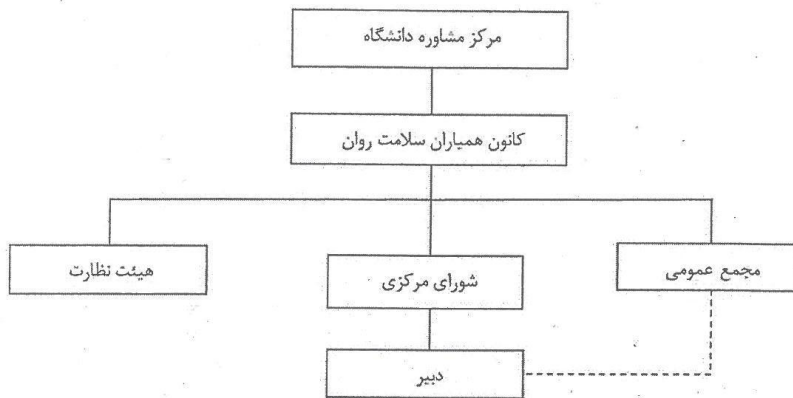 مرکز مشاوره دانشگاه
کانون همیاران سلامت روان
مجمع عمومی
شورای مرکزی
هیئت نظارت
دبیر